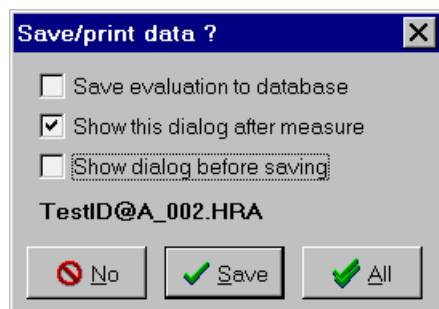 Save/print data ?
Save evaluation to database
Show this dialog after measure
Show dialog before saving
TestID@A_002.HRA
No Save All